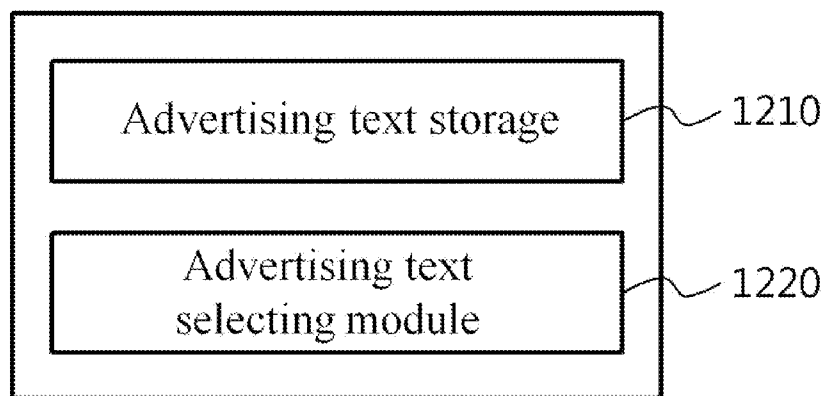 Advertising text storage
1210
Advertising text
selecting module
1220